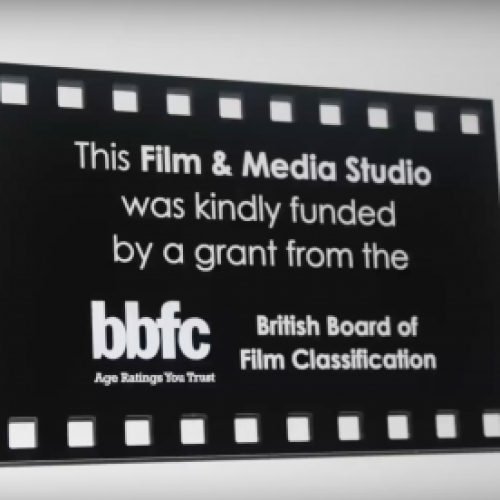 This Film & Media Studio
was kindly funded
by a grant from the
bbfc
Age Ratings You Trust
British Board of
Film Classification